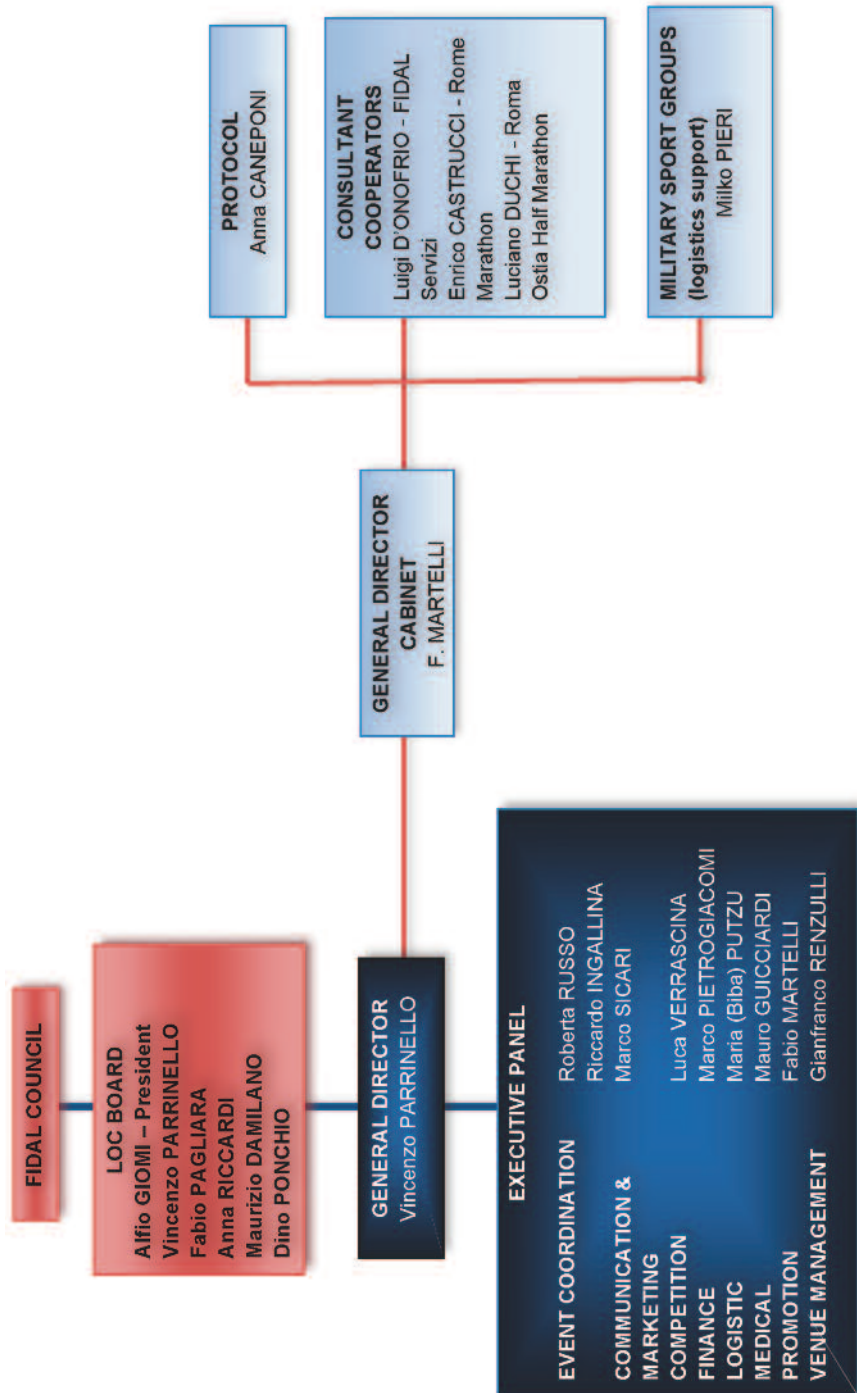 FIDAL COUNCIL
LOC BOARD
Alfio GIOMI – President
Vincenzo PARRINELLO
Fabio PAGLIARA
Anna RICCARDI
Maurizio DAMILANO
Dino PONCHIO
GENERAL DIRECTOR
Vincenzo PARRINELLO
EXECUTIVE PANEL
EVENT COORDINATION Roberta RUSSO
Riccardo INGALLINA
COMMUNICATION & Marco SICARI
MARKETING
COMPETITION Luca VERRASCINA
FINANCE Marco PIETROGIACOMI
LOGISTIC Maria (Biba) PUTZU
MEDICAL Mauro GUICCIARDI
PROMOTION Fabio MARTELLI
VENUE MANAGEMENT Gianfranco RENZULLI
GENERAL DIRECTOR
CABINET
F. MARTELLI
PROTOCOL
Anna CANEPONI
CONSULTANT
COOPERATORS
Luigi D'ONOFRIO - FIDAL
Servizi
Enrico CASTRUCCI - Rome
Marathon
Luciano DUCHI - Roma
Ostia Half Marathon
MILITARY SPORT GROUPS
(logistics support)
Milko PIERI